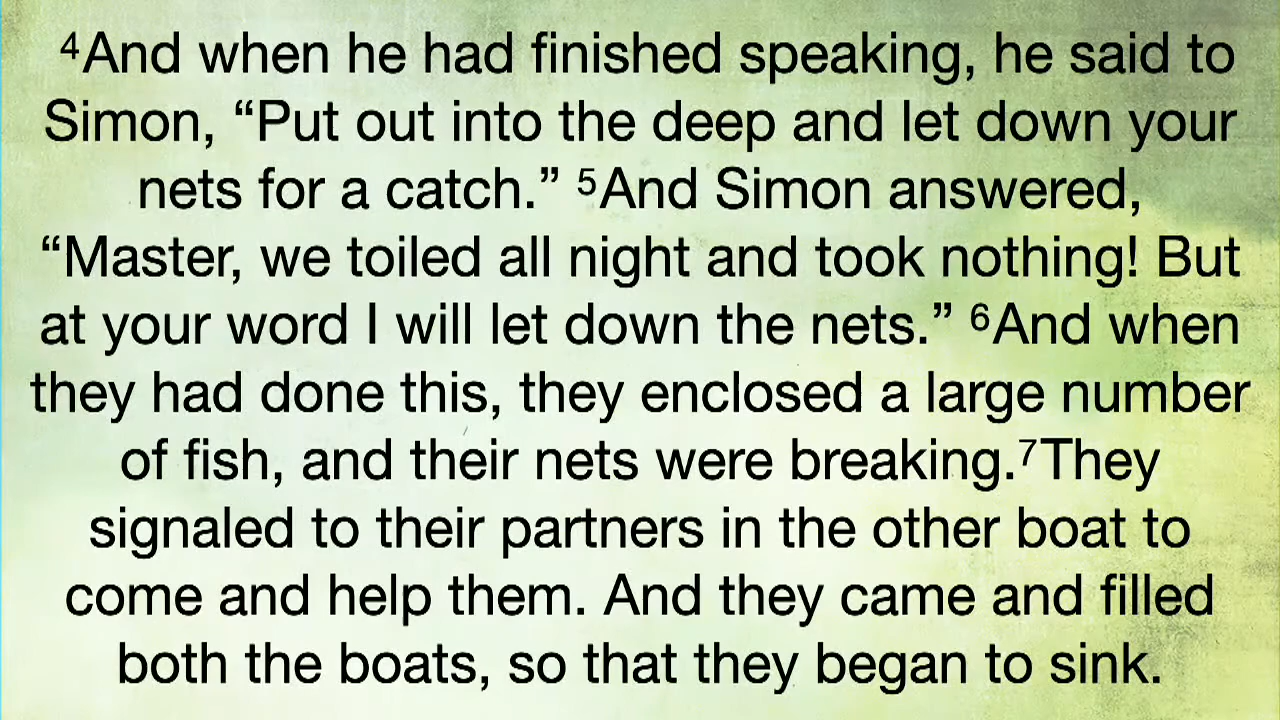 ⁴And when he had finished speaking, he said to
Simon, “Put out into the deep and let down your
nets for a catch.” ⁵And Simon answered,
“Master, we toiled all night and took nothing! But
at your word I will let down the nets.” ⁶And when
they had done this, they enclosed a large number
of fish, and their nets were breaking.⁷They
signaled to their partners in the other boat to
come and help them. And they came and filled
both the boats, so that they began to sink.